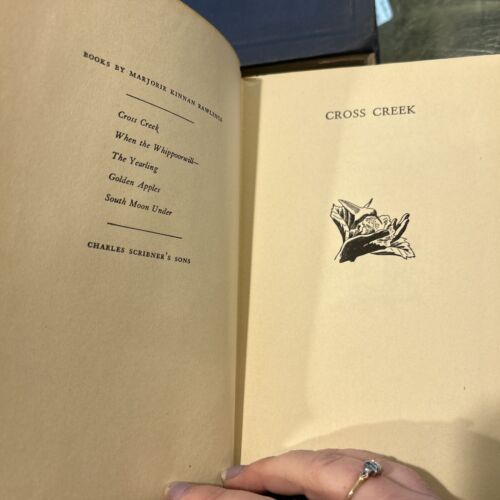 BOOKS BY MARJORIE KINNAN RAWLINGS
Cross Creek
When the Whippoorwill—
The Yearling
Golden Apples
South Moon Under
CHARLES SCRIBNER'S SONS
CROSS CREEK